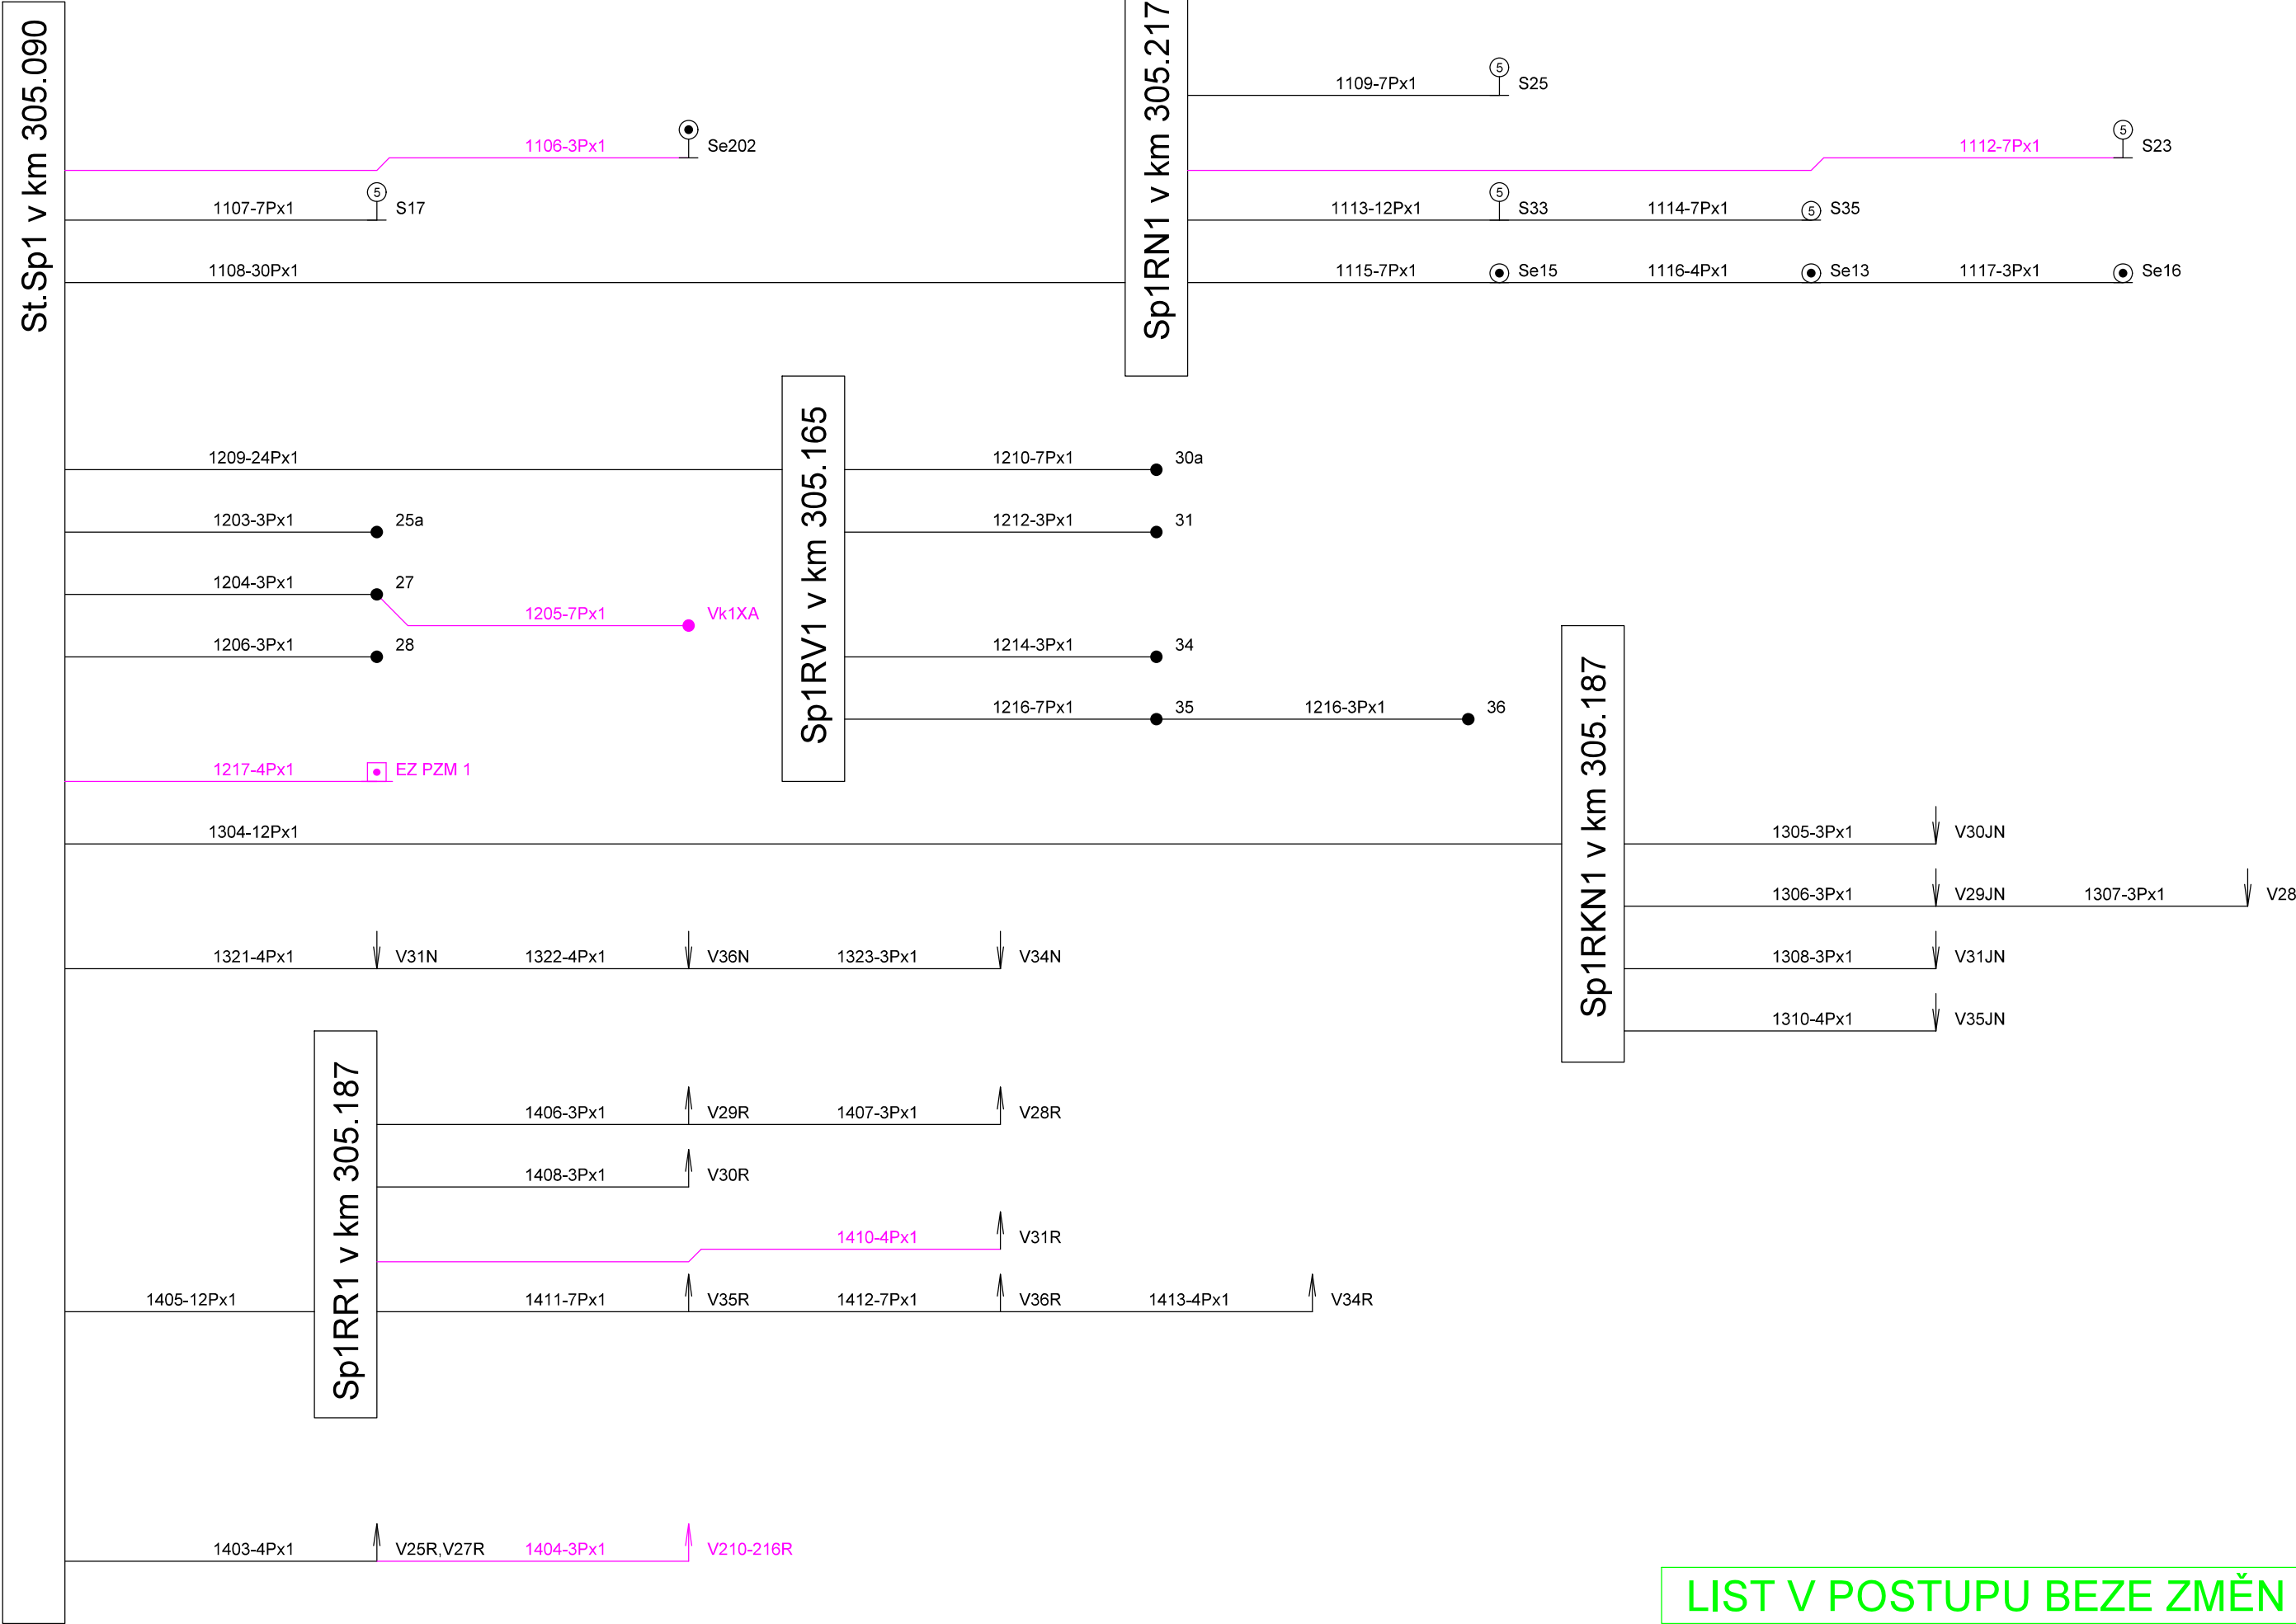 St.Sp1 v km 305.090
Sp1RN1 v km 305.217
1109-7Px1 S25
1106-3Px1 Se202
1112-7Px1 S23
1107-7Px1 S17
1113-12Px1 S33 1114-7Px1 S35
1108-30Px1
1115-7Px1 Se15 1116-4Px1 Se13 1117-3Px1 Se16
5
5
5
5
5
Sp1RV1 v km 305.165
1209-24Px1
1210-7Px1 30a
1203-3Px1 25a
1212-3Px1 31
1204-3Px1 27
1205-7Px1 Vk1XA
1206-3Px1 28
1214-3Px1 34
1216-7Px1 35 1216-3Px1 36
1217-4Px1 EZ PZM 1
Sp1RKN1 v km 305.187
1304-12Px1
1305-3Px1 V30JN
1306-3Px1 V29JN 1307-3Px1 V28
1321-4Px1 V31N 1322-4Px1 V36N 1323-3Px1 V34N
1308-3Px1 V31JN
1310-4Px1 V35JN
Sp1RR1 v km 305.187
1406-3Px1 V29R 1407-3Px1 V28R
1408-3Px1 V30R
1410-4Px1 V31R
1405-12Px1
1411-7Px1 V35R 1412-7Px1 V36R 1413-4Px1 V34R
1403-4Px1 V25R,V27R 1404-3Px1 V210-216R
LIST V POSTUPU BEZE ZMĚN